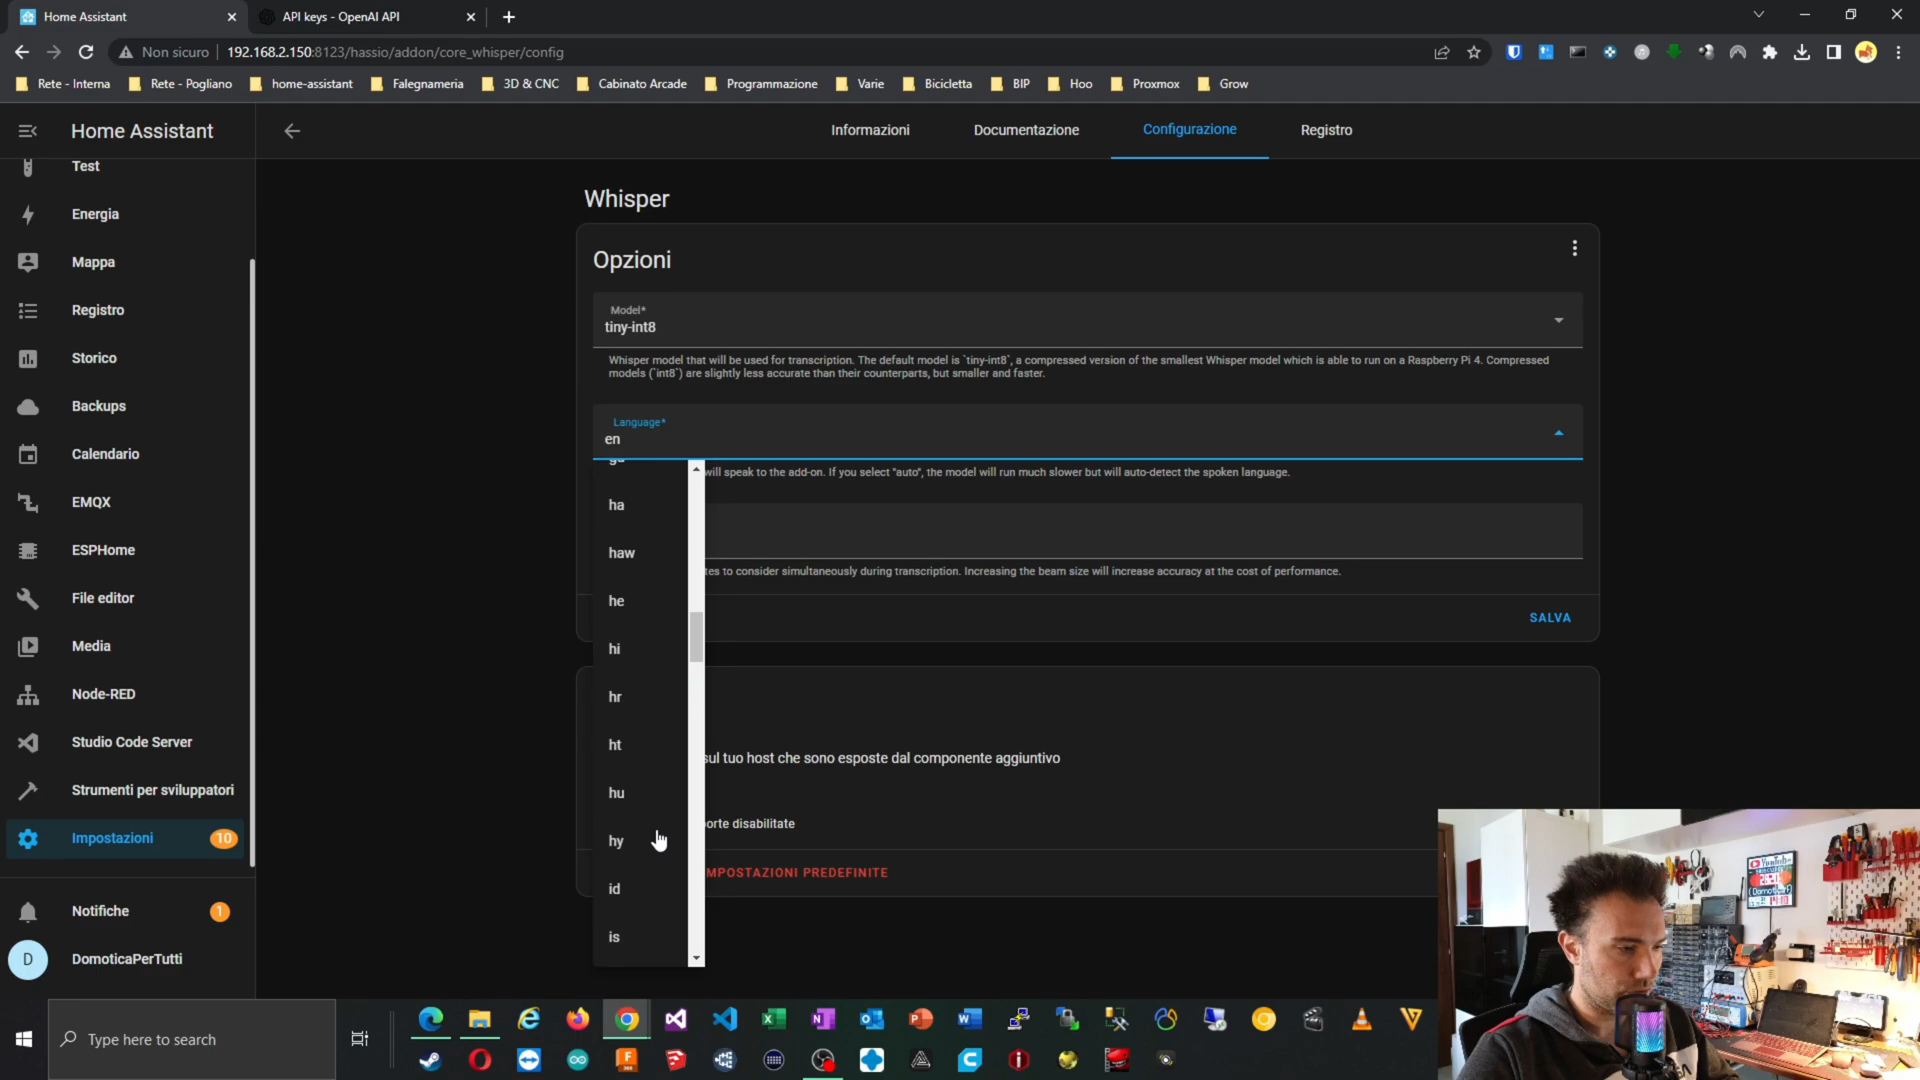 Home Assistant
API keys - OpenAI API
Non sicuro
192.168.2.150:8123/hassio/addon/core_whisper/config
Rete - Interna
Rete - Pogliano
home-assistant
Falegnameria
3D & CNC
Cabinato Arcade
Programmazione
Varie
Bicicletta
BIP
Hoo
Proxmox
Grow
Home Assistant
Informazioni
Documentazione
Configurazione
Registro
Test
Energia
Mappa
Registro
Storico
Backups
Calendario
EMQX
ESPHome
File editor
Media
Node-RED
Studio Code Server
Strumenti per sviluppatori
Impostazioni
10
Notifiche
1
D
DomoticaPerTutti
Whisper
Opzioni
Model*
tiny-int8
Whisper model that will be used for transcription. The default model is `tiny-int8`, a compressed version of the smallest Whisper model which is able to run on a Raspberry Pi 4. Compressed
models (`int8`) are slightly less accurate than their counterparts, but smaller and faster.
Language*
en
will speak to the add-on. If you select "auto", the model will run much slower but will auto-detect the spoken language.
ha
haw
he
hi
hr
ht
hu
hy
id
is
tes to consider simultaneously during transcription. Increasing the beam size will increase accuracy at the cost of performance.
SALVA
sul tuo host che sono esposte dal componente aggiuntivo
porte disabilitate
MPOSTAZIONI PREDEFINITE
Type here to search
YouTube